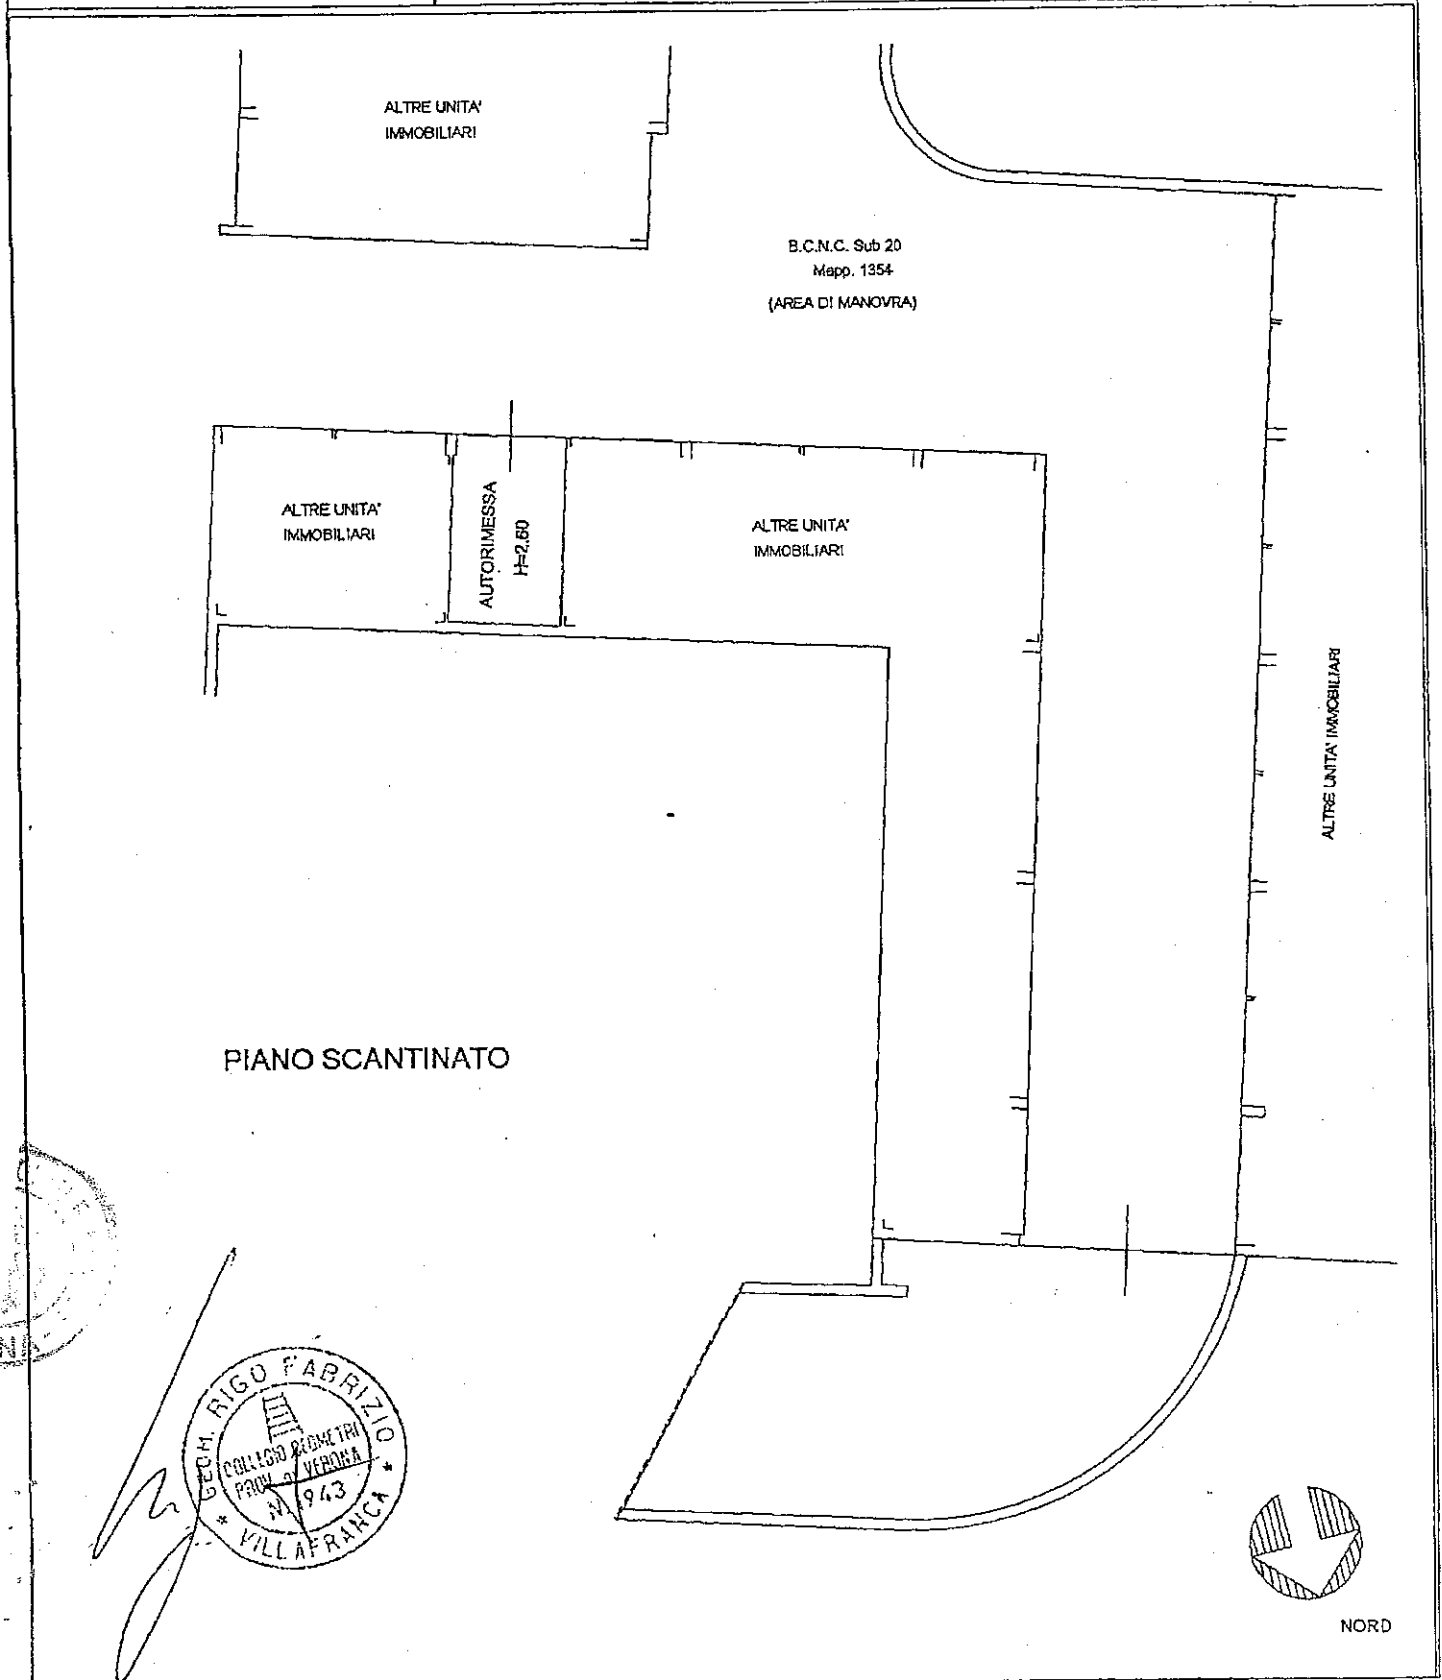 ALTRE UNITA'
IMMOBILIARI
B.C.N.C. Sub 20
Mapp. 1354
(AREA DI MANOVRA)
ALTRE UNITA'
IMMOBILIARI
AUTORIMESSA
H=2.60
ALTRE UNITA'
IMMOBILIARI
ALTRE UNITA' IMMOBILIARI
PIANO SCANTINATO
GEOM. RIGO FABRIZIO
COLLEGIO GEOMETRI
PROV. DI VERONA
N. 1943
* VILLAFRANCA *
NORD